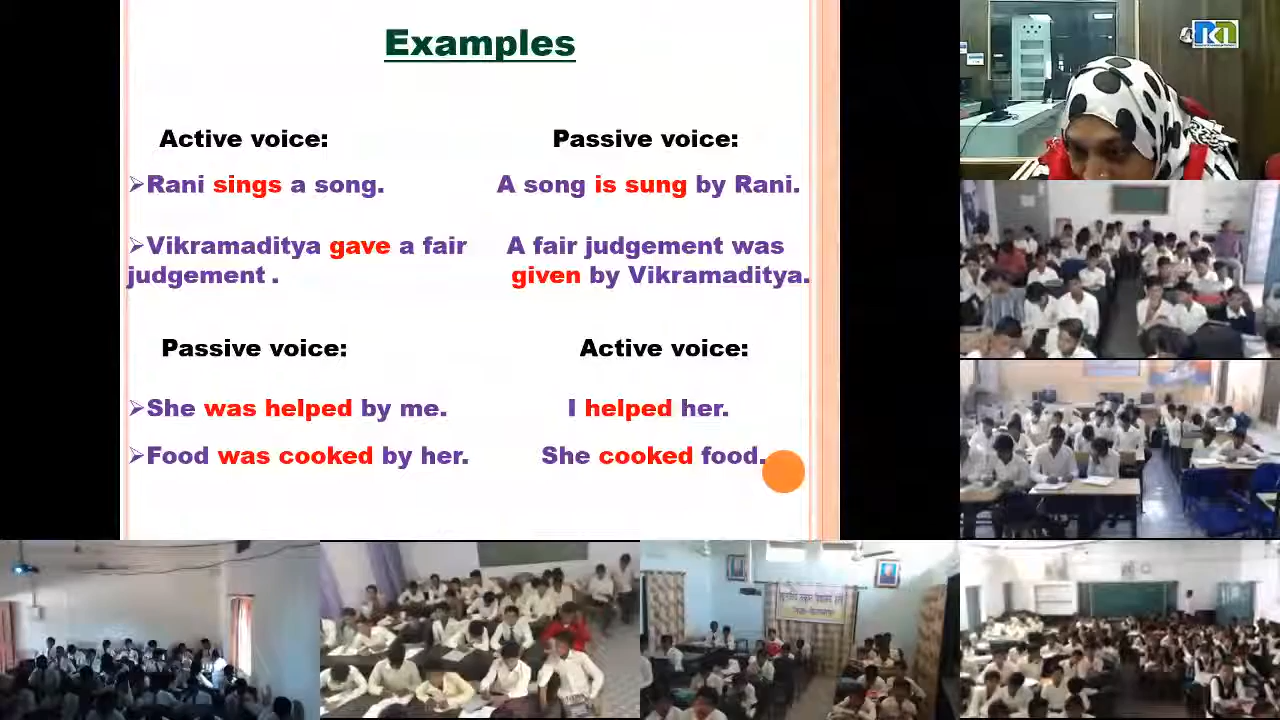 Examples
Active voice:
Passive voice:
➢Rani sings a song.
A song is sung by Rani.
➢Vikramaditya gave a fair
judgement .
A fair judgement was
given by Vikramaditya.
Passive voice:
Active voice:
➢She was helped by me.
I helped her.
➢Food was cooked by her.
She cooked food.